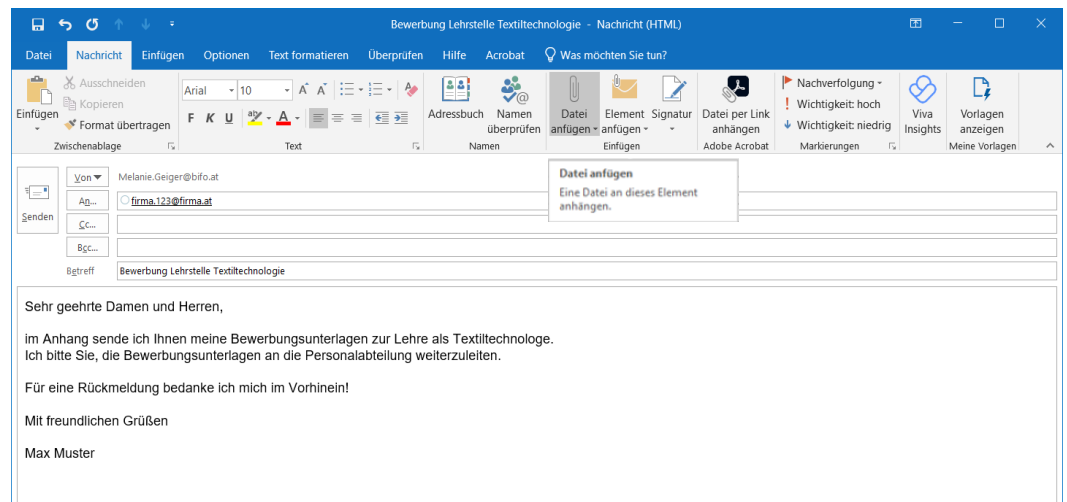 Bewerbung Lehrstelle Textiltechnologie - Nachricht (HTML)
Datei Nachricht Einfügen Optionen Text formatieren Überprüfen Hilfe Acrobat Was möchten Sie tun?
Einfügen
Ausschneiden
Kopieren
Format übertragen
Zwischenablage
Arial 10
F K U
Text
Adressbuch
Namen überprüfen
Namen
Datei anfügen
Element anfügen
Signatur
Einfügen
Datei per Link anhängen
Adobe Acrobat
Nachverfolgung
Wichtigkeit: hoch
Wichtigkeit: niedrig
Markierungen
Viva Insights
Vorlagen anzeigen
Meine Vorlagen
Datei anfügen
Eine Datei an dieses Element
anhängen.
Senden
Von Melanie.Geiger@bifo.at
An... firma.123@firma.at
Cc...
Bcc...
Betreff Bewerbung Lehrstelle Textiltechnologie
Sehr geehrte Damen und Herren,
im Anhang sende ich Ihnen meine Bewerbungsunterlagen zur Lehre als Textiltechnologe.
Ich bitte Sie, die Bewerbungsunterlagen an die Personalabteilung weiterzuleiten.
Für eine Rückmeldung bedanke ich mich im Vorhinein!
Mit freundlichen Grüßen
Max Muster